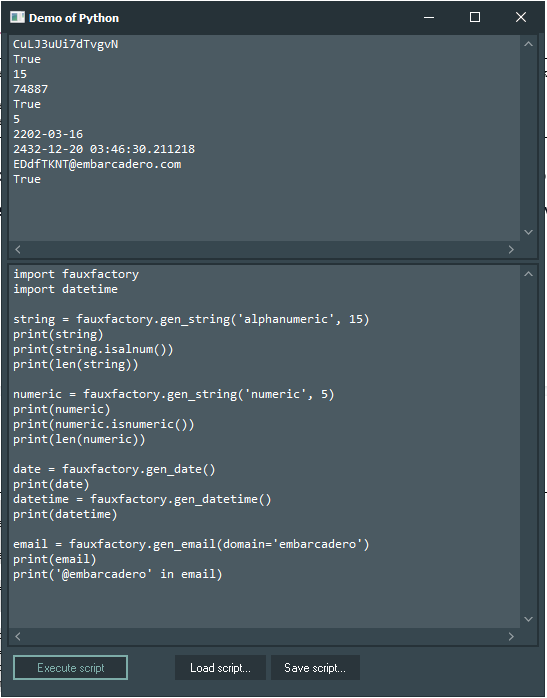 Demo of Python
CuLJ3uUi7dTvgvN
True
15
74887
True
5
2202-03-16
2432-12-20 03:46:30.211218
EDdfTKNT@embarcadero.com
True
import fauxfactory
import datetime
string = fauxfactory.gen_string('alphanumeric', 15)
print(string)
print(string.isalnum())
print(len(string))
numeric = fauxfactory.gen_string('numeric', 5)
print(numeric)
print(numeric.isnumeric())
print(len(numeric))
date = fauxfactory.gen_date()
print(date)
datetime = fauxfactory.gen_datetime()
print(datetime)
email = fauxfactory.gen_email(domain='embarcadero')
print(email)
print('@embarcadero' in email)
Execute script
Load script...
Save script...